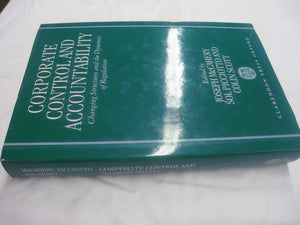 CORPORATE
CONTROL AND
ACCOUNTABILITY
Changing Structures and the Dynamics
of Regulation
Edited by
JOSEPH McCAHERY
SOL PICCIOTTO AND
COLIN SCOTT
CLARENDON PRESS OXFORD
McCAHERY, PICCIOTTO
AND SCOTT
CORPORATE CONTROL AND
ACCOUNTABILITY